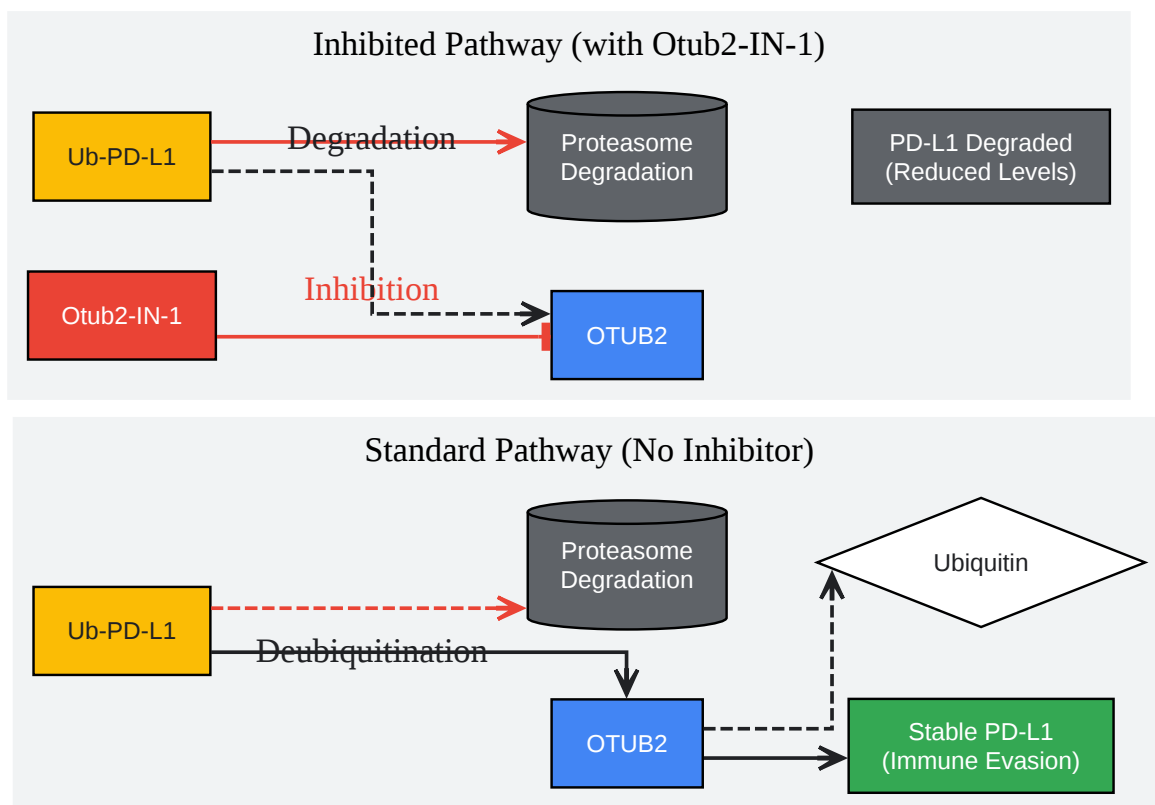 Inhibited Pathway (with Otub2-IN-1)
Ub-PD-L1
Degradation
Proteasome
Degradation
PD-L1 Degraded
(Reduced Levels)
Otub2-IN-1
Inhibition
OTUB2
Standard Pathway (No Inhibitor)
Ub-PD-L1
Proteasome
Degradation
Ubiquitin
Deubiquitination
OTUB2
Stable PD-L1
(Immune Evasion)